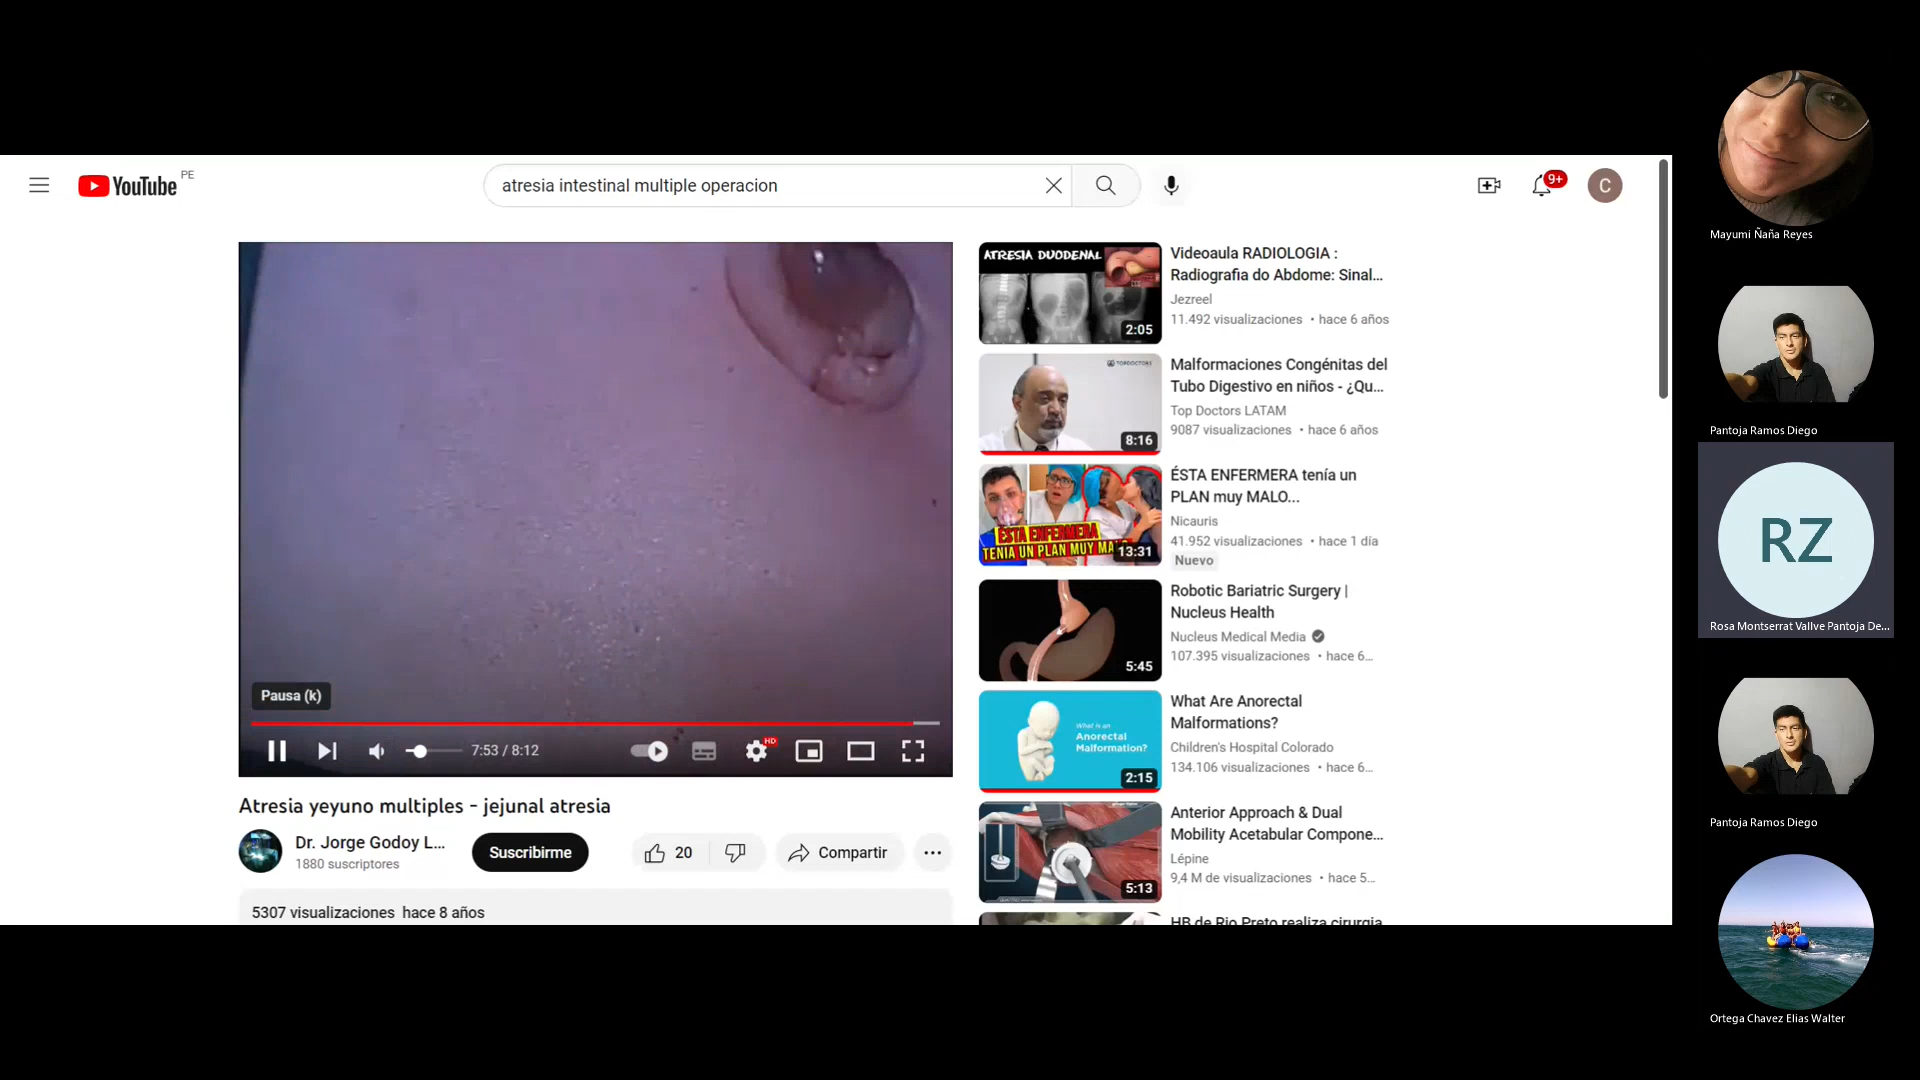 YouTube PE
atresia intestinal multiple operacion
9+
C
Pausa (k)
7:53 / 8:12
HD
Atresia yeyuno multiples - jejunal atresia
Dr. Jorge Godoy L...
1880 suscriptores
Suscribirme
20
Compartir
5307 visualizaciones hace 8 años
ATRESIA DUODENAL
2:05
Videoaula RADIOLOGIA :
Radiografia do Abdome: Sinal...
Jezreel
11.492 visualizaciones • hace 6 años
TOPDOCTORS
8:16
Malformaciones Congénitas del
Tubo Digestivo en niños - ¿Qu...
Top Doctors LATAM
9087 visualizaciones • hace 6 años
ÉSTA ENFERMERA
TENIA UN PLAN MUY MA
13:31
ÉSTA ENFERMERA tenía un
PLAN muy MALO...
Nicauris
41.952 visualizaciones • hace 1 día
Nuevo
5:45
Robotic Bariatric Surgery |
Nucleus Health
Nucleus Medical Media
107.395 visualizaciones • hace 6...
What is an
Anorectal
Malformation?
2:15
What Are Anorectal
Malformations?
Children's Hospital Colorado
134.106 visualizaciones • hace 6...
5:13
Anterior Approach & Dual
Mobility Acetabular Compone...
Lépine
9,4 M de visualizaciones • hace 5...
HB de Rio Preto realiza cirurgia
Mayumi Ñaña Reyes
Pantoja Ramos Diego
RZ
Rosa Montserrat Vallve Pantoja De...
Pantoja Ramos Diego
Ortega Chavez Elias Walter